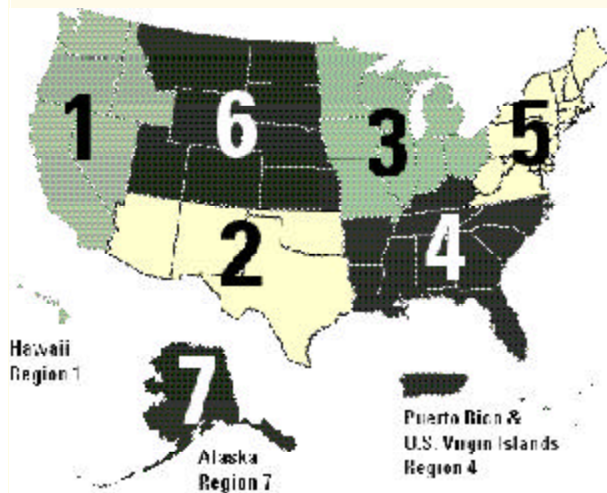 1
6
3
5
2
4
Hawaii
Region 1
7
Alaska
Region 7
Puerto Rico &
U.S. Virgin Islands
Region 4